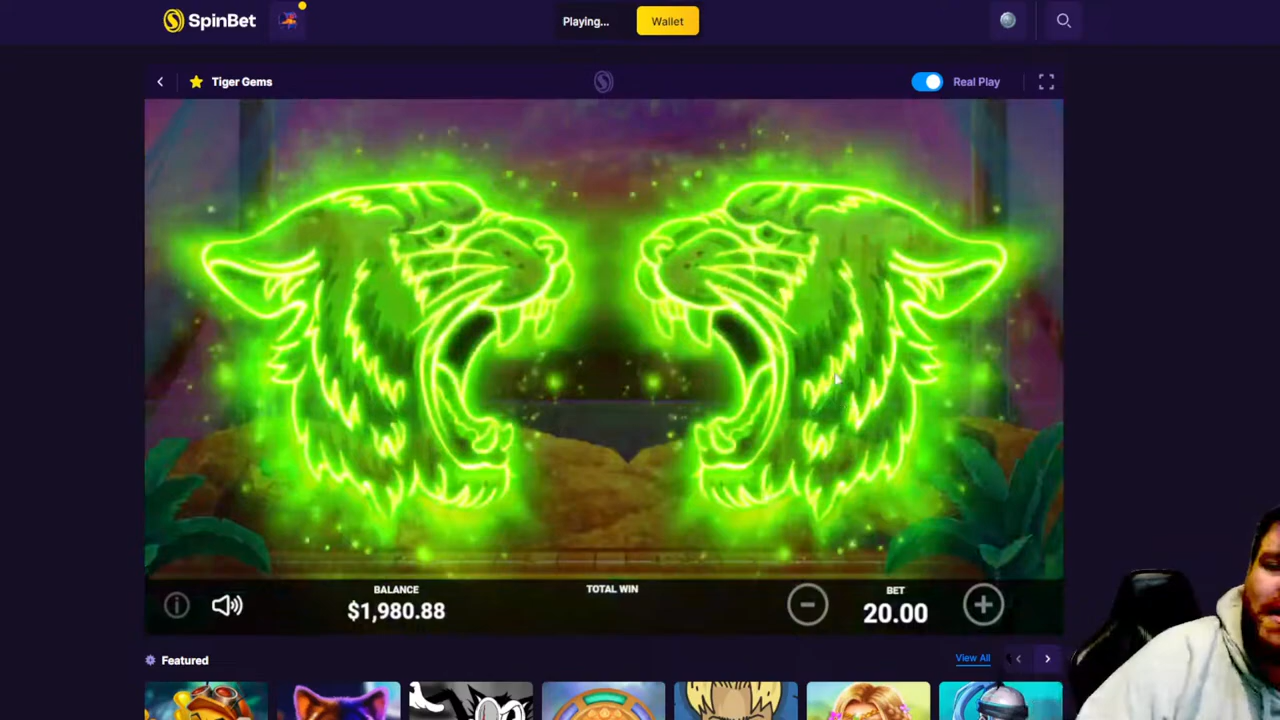 SpinBet
Playing...
Wallet
Tiger Gems
Real Play
BALANCE
$1,980.88
TOTAL WIN
BET
20.00
Featured
View All